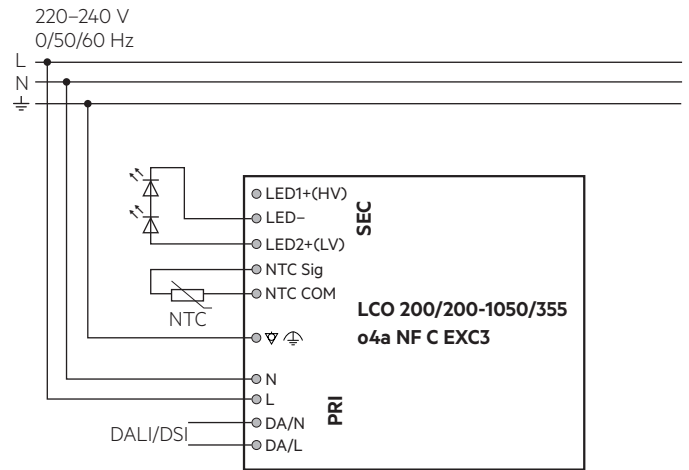 220–240 V
0/50/60 Hz
L
N
LED1+(HV)
LED–
LED2+(LV)
NTC Sig
NTC COM
NTC
SEC
LCO 200/200-1050/355
o4a NF C EXC3
N
L
PRI
DA/N
DALI/DSI
DA/L